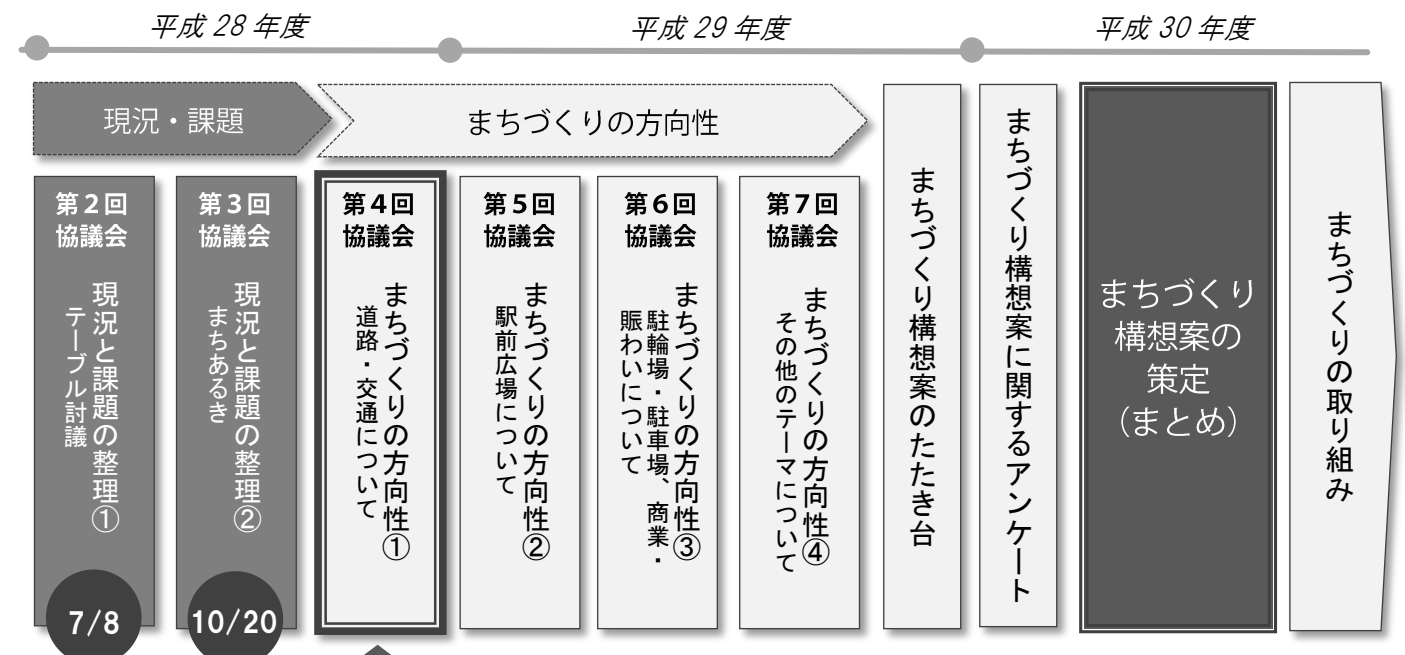 平成 28 年度
平成 29 年度
平成 30 年度
現況・課題
まちづくりの方向性
第2回
協議会
現況と課題の整理①
テーブル討議
7/8
第3回
協議会
現況と課題の整理②
まちあるき
10/20
第4回
協議会
まちづくりの方向性①
道路・交通について
第5回
協議会
まちづくりの方向性②
駅前広場について
第6回
協議会
まちづくりの方向性③
駐輪場・駐車場、商業・
賑わいについて
第7回
協議会
まちづくりの方向性④
その他のテーマについて
まちづくり構想案のたたき台
まちづくり構想案に関するアンケート
まちづくり
構想案の
策定
（まとめ）
まちづくりの取り組み